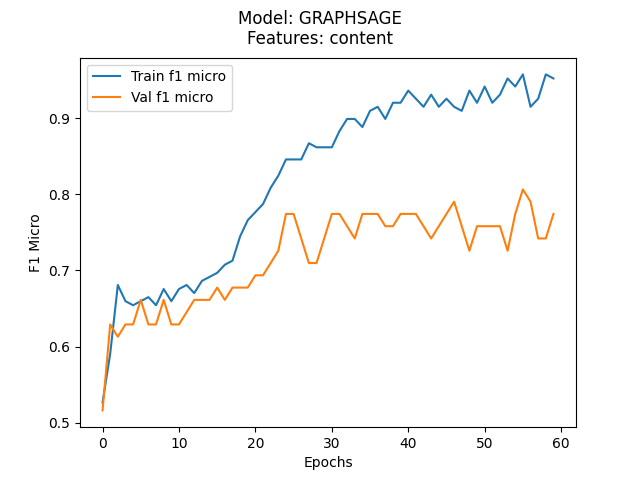 Model: GRAPHSAGE
Features: content
Train f1 micro
Val f1 micro
F1 Micro
0.9
0.8
0.7
0.6
0.5
0 10 20 30 40 50 60
Epochs